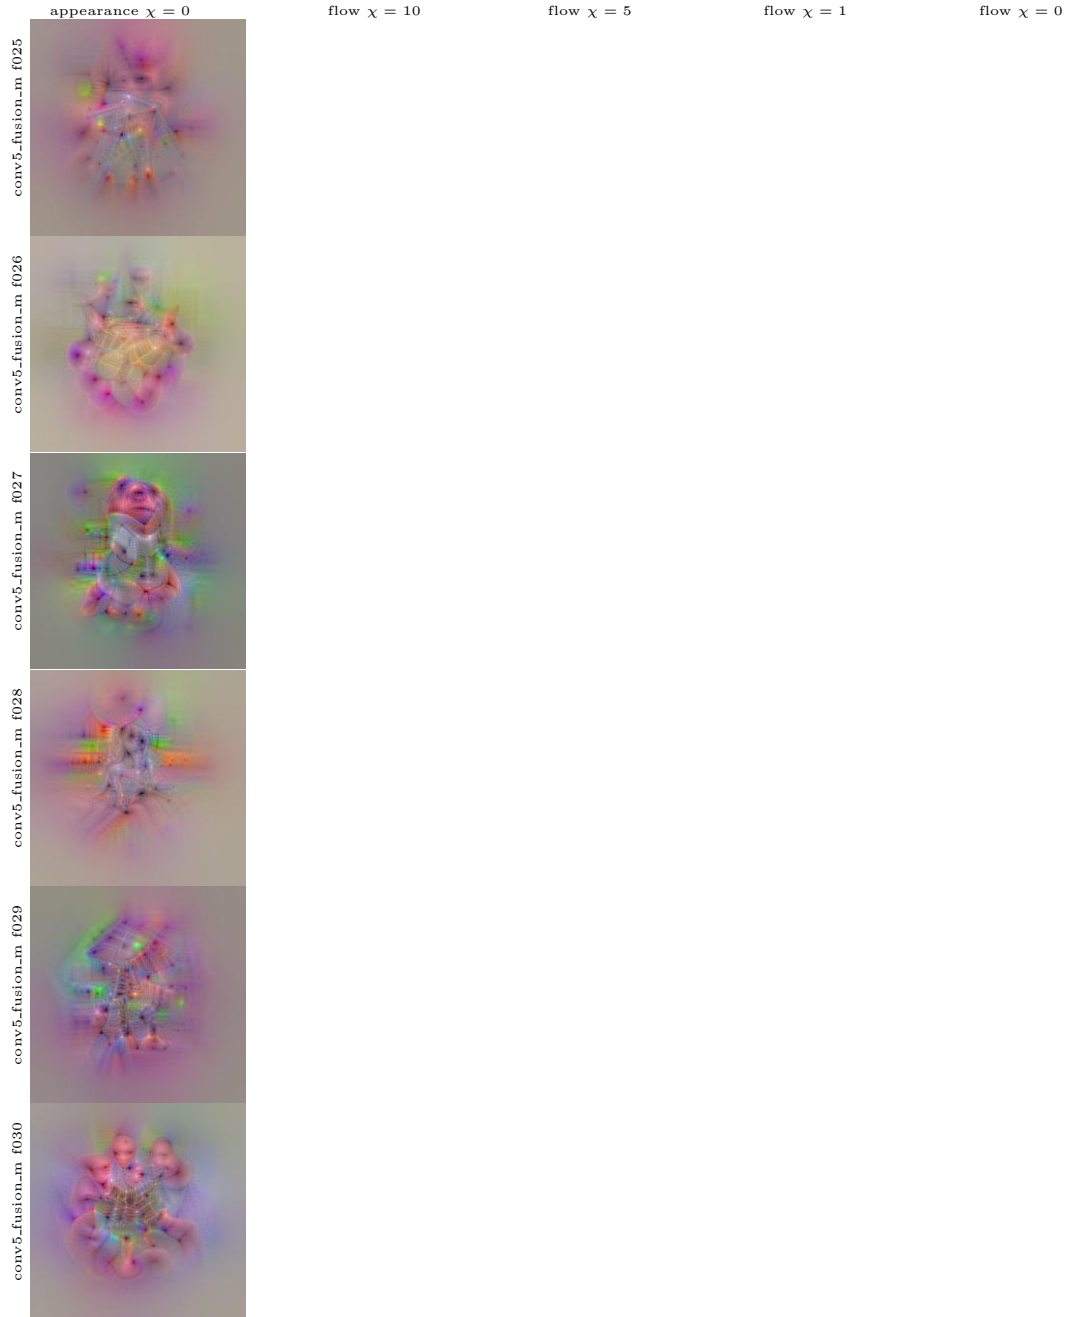 appearance χ = 0 flow χ = 10 flow χ = 5 flow χ = 1 flow χ = 0
conv5_fusion_m f025
conv5_fusion_m f026
conv5_fusion_m f027
conv5_fusion_m f028
conv5_fusion_m f029
conv5_fusion_m f030